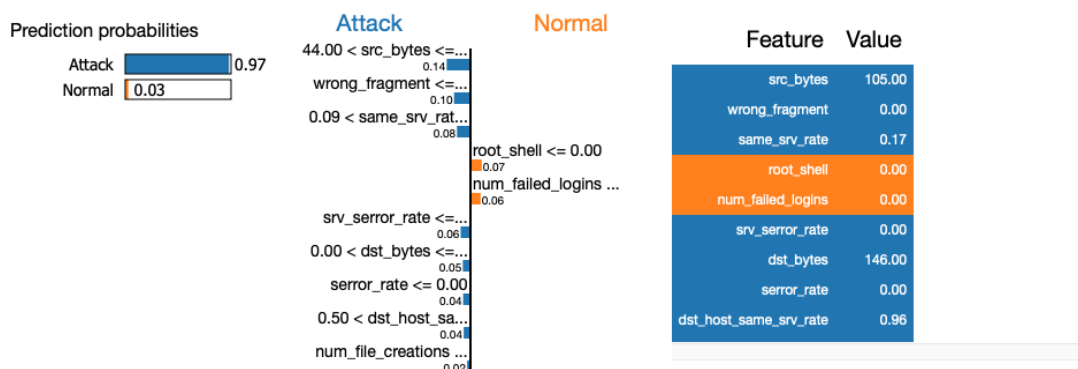 Prediction probabilities
Attack 0.97
Normal 0.03
Attack Normal
44.00 < src_bytes <=...
0.14
wrong_fragment <=...
0.10
0.09 < same_srv_rat...
0.08
root_shell <= 0.00
0.07
num_failed_logins ...
0.06
srv_serror_rate <=...
0.06
0.00 < dst_bytes <=...
0.05
serror_rate <= 0.00
0.04
0.50 < dst_host_sa...
0.04
num_file_creations ...
0.02
Feature Value
src_bytes 105.00
wrong_fragment 0.00
same_srv_rate 0.17
root_shell 0.00
num_failed_logins 0.00
srv_serror_rate 0.00
dst_bytes 146.00
serror_rate 0.00
dst_host_same_srv_rate 0.96